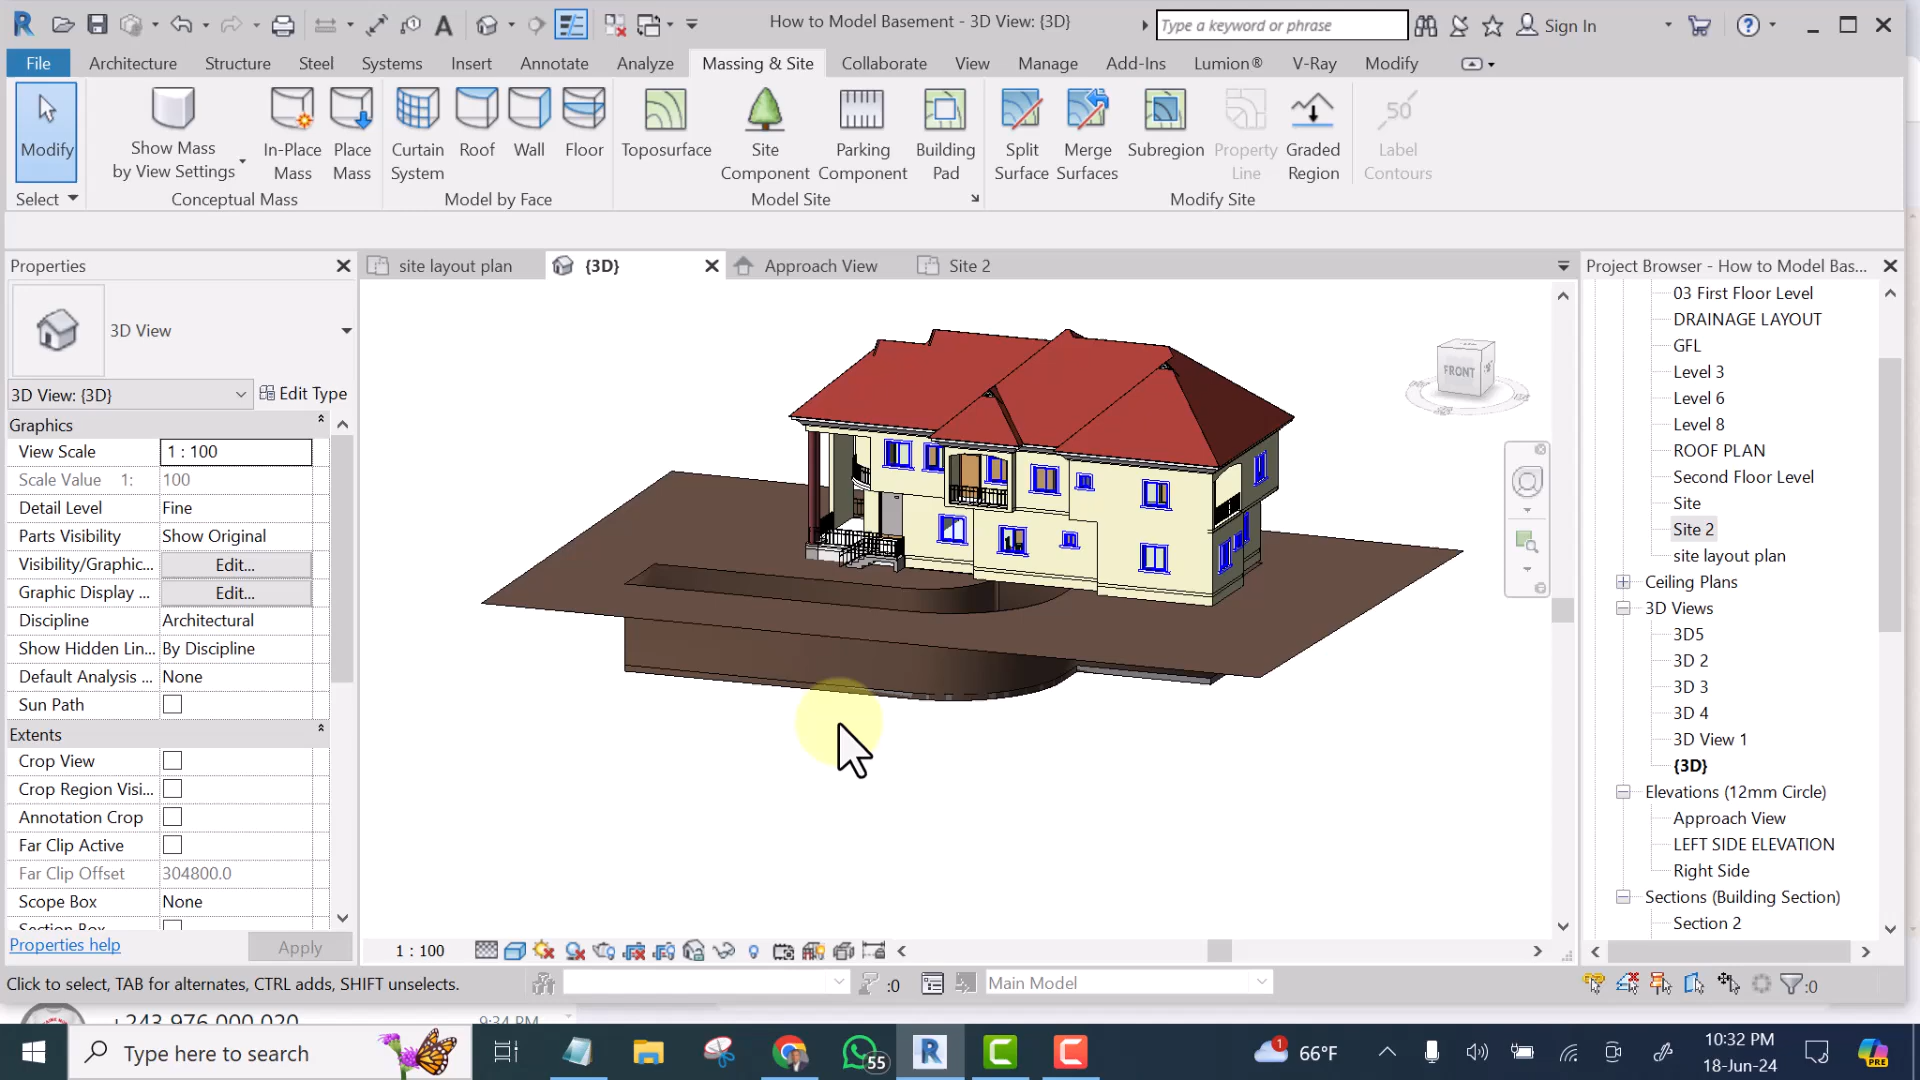 How to Model Basement - 3D View: {3D}
Type a keyword or phrase
Sign In
File
Architecture
Structure
Steel
Systems
Insert
Annotate
Analyze
Massing & Site
Collaborate
View
Manage
Add-Ins
Lumion®
V-Ray
Modify
Modify
Show Mass
by View Settings
In-Place
Mass
Place
Mass
Curtain
System
Roof
Wall
Floor
Toposurface
Site
Component
Parking
Component
Building
Pad
Split
Surface
Merge
Surfaces
Subregion
Property
Line
Graded
Region
50
Label
Contours
Select
Conceptual Mass
Model by Face
Model Site
Modify Site
Properties
site layout plan
{3D}
Approach View
Site 2
Project Browser - How to Model Bas...
3D View
3D View: {3D}
Edit Type
Graphics
View Scale
1 : 100
Scale Value 1:
100
Detail Level
Fine
Parts Visibility
Show Original
Visibility/Graphic...
Edit...
Graphic Display ...
Edit...
Discipline
Architectural
Show Hidden Lin...
By Discipline
Default Analysis ...
None
Sun Path
Extents
Crop View
Crop Region Visi...
Annotation Crop
Far Clip Active
Far Clip Offset
304800.0
Scope Box
None
Section Box
Properties help
Apply
FRONT
03 First Floor Level
DRAINAGE LAYOUT
GFL
Level 3
Level 6
Level 8
ROOF PLAN
Second Floor Level
Site
Site 2
site layout plan
Ceiling Plans
3D Views
3D5
3D 2
3D 3
3D 4
3D View 1
{3D}
Elevations (12mm Circle)
Approach View
LEFT SIDE ELEVATION
Right Side
Sections (Building Section)
Section 2
1 : 100
Click to select, TAB for alternates, CTRL adds, SHIFT unselects.
:0
Main Model
:0
+243 976 000 020
9:34 PM
Type here to search
55
1
66°F
10:32 PM
18-Jun-24
PRE